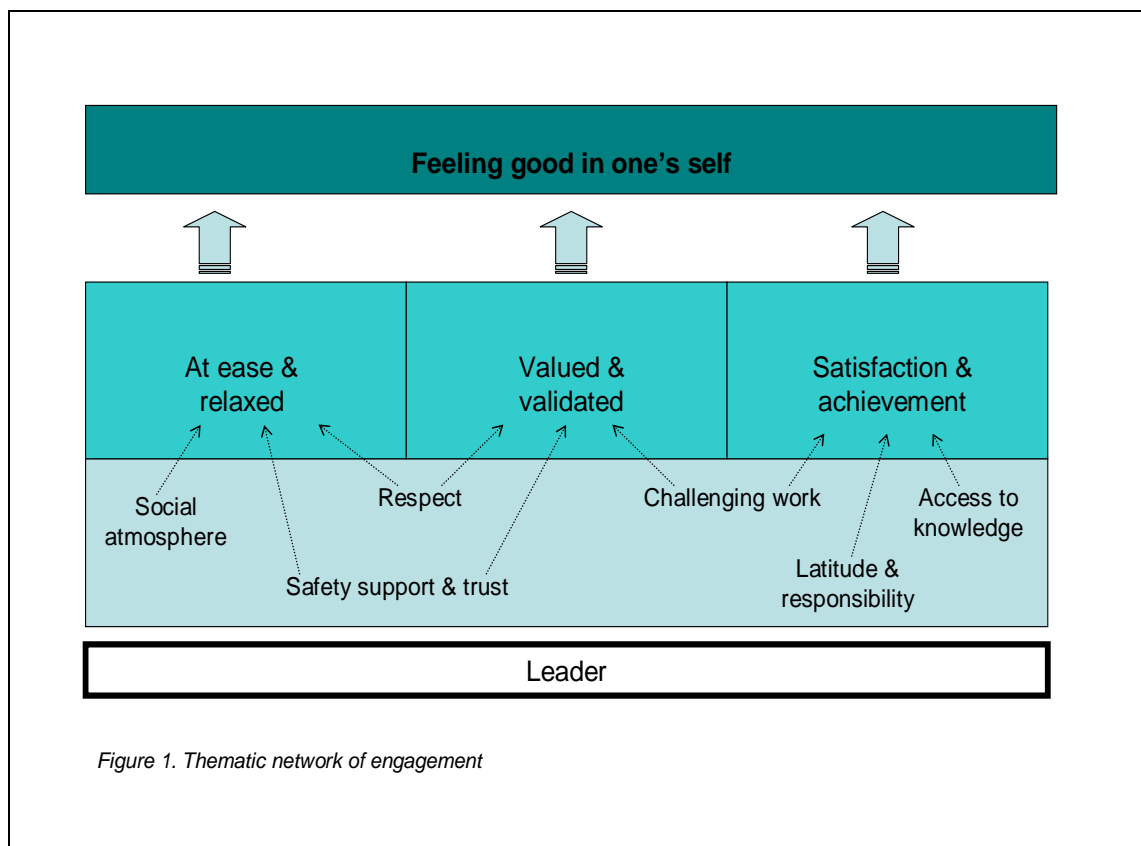 Feeling good in one's self
At ease &
relaxed
Valued &
validated
Satisfaction &
achievement
Social
atmosphere
Respect
Challenging work
Access to
knowledge
Safety support & trust
Latitude &
responsibility
Leader
Figure 1. Thematic network of engagement